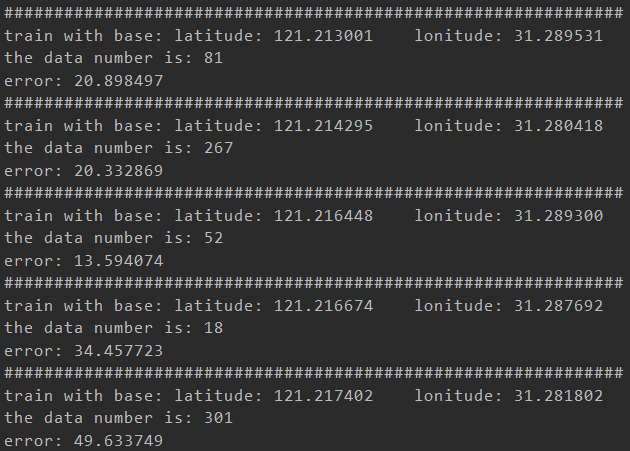 ##############################################################
train with base: latitude: 121.213001    lonitude: 31.289531
the data number is: 81
error: 20.898497
##############################################################
train with base: latitude: 121.214295    lonitude: 31.280418
the data number is: 267
error: 20.332869
##############################################################
train with base: latitude: 121.216448    lonitude: 31.289300
the data number is: 52
error: 13.594074
##############################################################
train with base: latitude: 121.216674    lonitude: 31.287692
the data number is: 18
error: 34.457723
##############################################################
train with base: latitude: 121.217402    lonitude: 31.281802
the data number is: 301
error: 49.633749